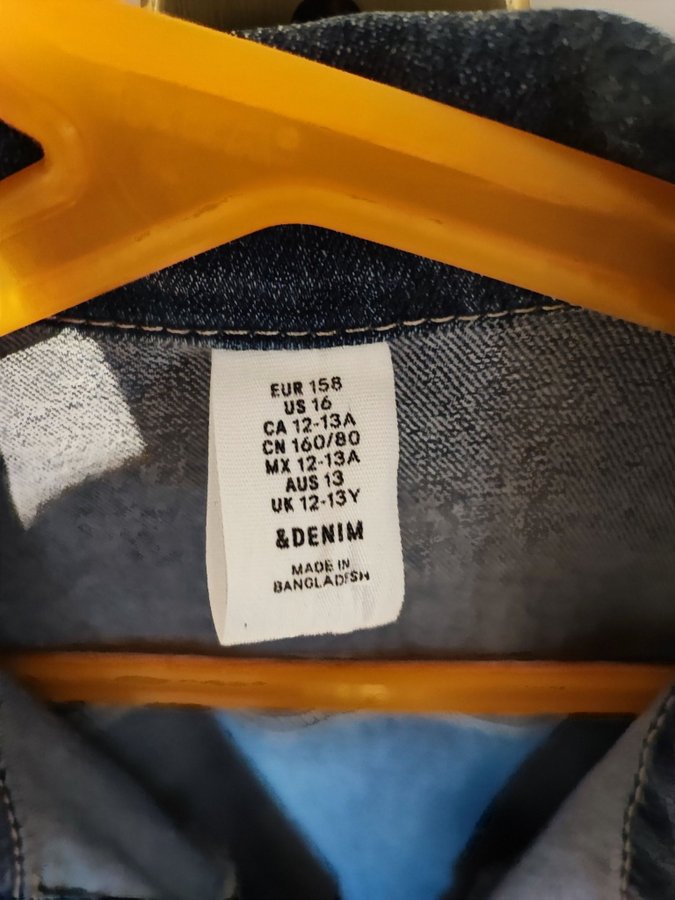 EUR 158
US 16
CA 12-13A
CN 160/80
MX 12-13A
AUS 13
UK 12-13Y
&DENIM
MADE IN
BANGLADESH